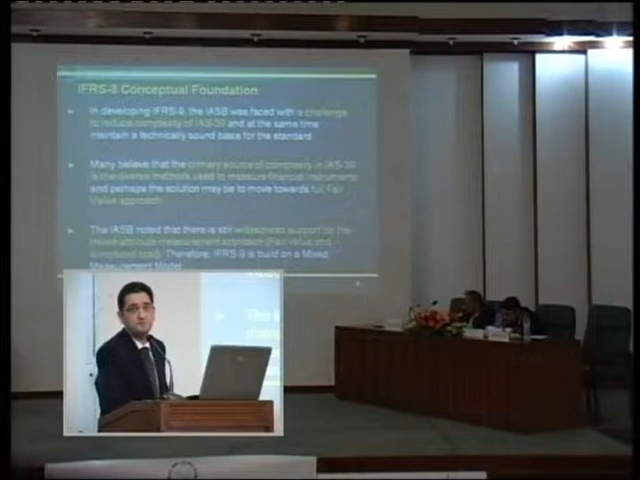 IFRS-9 Conceptual Foundation
In developing IFRS-9, the IASB was faced with a challenge
to reduce complexity of IAS-39 and at the same time
maintain a technically sound basis for the standard
Many believe that the primary source of complexity in IAS-39
is the diverse methods used to measure financial instruments
and perhaps the solution may be to move towards full Fair
Value approach
The IASB noted that there is still widespread support for the
mixed attribute measurement approach (Fair value and
Amortized cost). Therefore, IFRS-9 is build on a Mixed
Measurement Model
The I